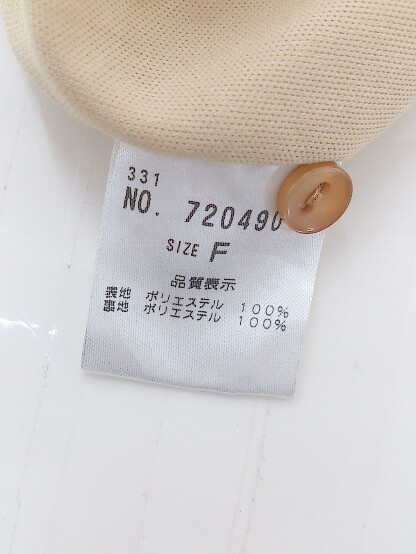 331
NO. 720490
SIZE F
品質表示
表地 ポリエステル 100%
裏地 ポリエステル 100%